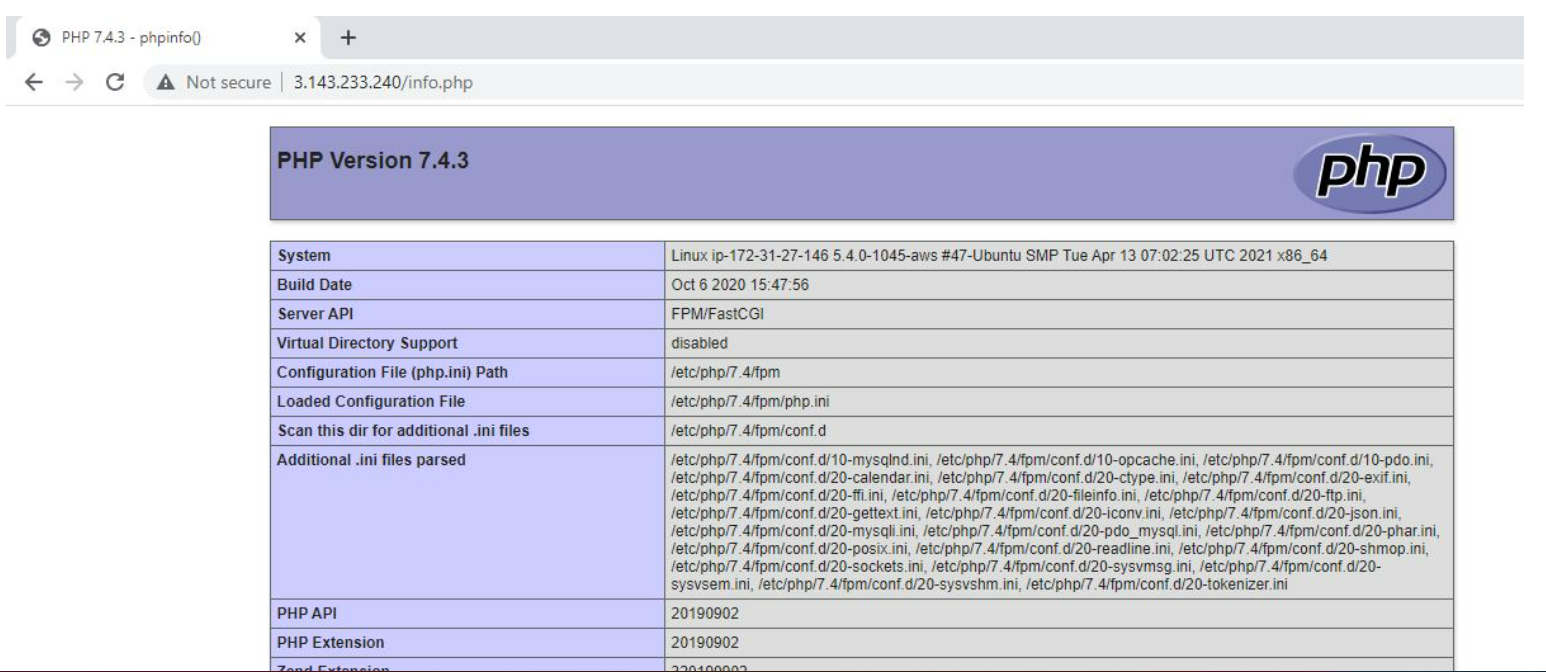 PHP 7.4.3 - phpinfo()
Not secure | 3.143.233.240/info.php
PHP Version 7.4.3
php
System Linux ip-172-31-27-146 5.4.0-1045-aws #47-Ubuntu SMP Tue Apr 13 07:02:25 UTC 2021 x86_64
Build Date Oct 6 2020 15:47:56
Server API FPM/FastCGI
Virtual Directory Support disabled
Configuration File (php.ini) Path /etc/php/7.4/fpm
Loaded Configuration File /etc/php/7.4/fpm/php.ini
Scan this dir for additional .ini files /etc/php/7.4/fpm/conf.d
Additional .ini files parsed /etc/php/7.4/fpm/conf.d/10-mysqlnd.ini, /etc/php/7.4/fpm/conf.d/10-opcache.ini, /etc/php/7.4/fpm/conf.d/10-pdo.ini,
/etc/php/7.4/fpm/conf.d/20-calendar.ini, /etc/php/7.4/fpm/conf.d/20-ctype.ini, /etc/php/7.4/fpm/conf.d/20-exif.ini,
/etc/php/7.4/fpm/conf.d/20-ffi.ini, /etc/php/7.4/fpm/conf.d/20-fileinfo.ini, /etc/php/7.4/fpm/conf.d/20-ftp.ini,
/etc/php/7.4/fpm/conf.d/20-gettext.ini, /etc/php/7.4/fpm/conf.d/20-iconv.ini, /etc/php/7.4/fpm/conf.d/20-json.ini,
/etc/php/7.4/fpm/conf.d/20-mysqli.ini, /etc/php/7.4/fpm/conf.d/20-pdo_mysql.ini, /etc/php/7.4/fpm/conf.d/20-phar.ini,
/etc/php/7.4/fpm/conf.d/20-posix.ini, /etc/php/7.4/fpm/conf.d/20-readline.ini, /etc/php/7.4/fpm/conf.d/20-shmop.ini,
/etc/php/7.4/fpm/conf.d/20-sockets.ini, /etc/php/7.4/fpm/conf.d/20-sysvmsg.ini, /etc/php/7.4/fpm/conf.d/20-
sysvsem.ini, /etc/php/7.4/fpm/conf.d/20-sysvshm.ini, /etc/php/7.4/fpm/conf.d/20-tokenizer.ini
PHP API 20190902
PHP Extension 20190902
Zend Extension 320190902